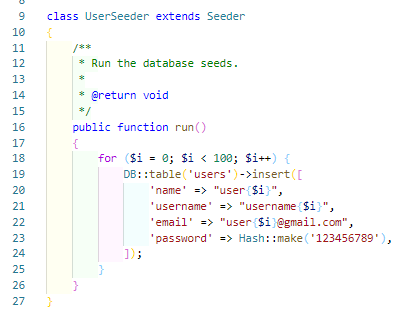 8
9 class UserSeeder extends Seeder
10 {
11 /**
12 * Run the database seeds.
13 *
14 * @return void
15 */
16 public function run()
17 {
18 for ($i = 0; $i < 100; $i++) {
19 DB::table('users')->insert([
20 'name' => "user{$i}",
21 'username' => "username{$i}",
22 'email' => "user{$i}@gmail.com",
23 'password' => Hash::make('123456789'),
24 ]);
25 }
26 }
27 }